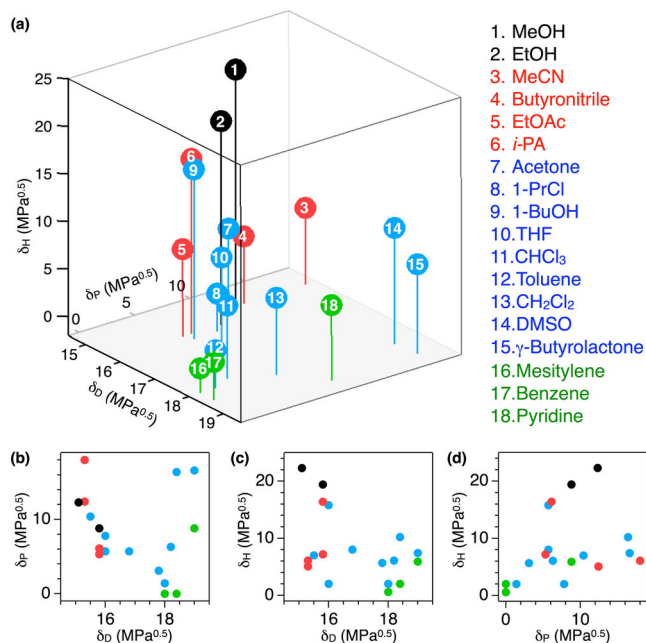 (a)
δH (MPa0.5)
25
20
15
10
5
0
δP (MPa0.5)
0
5
10
δD (MPa0.5)
15
16
17
18
19
1
2
3
4
5
6
7
8
9
10
11
12
13
14
15
16
17
18
1. MeOH
2. EtOH
3. MeCN
4. Butyronitrile
5. EtOAc
6. i-PA
7. Acetone
8. 1-PrCl
9. 1-BuOH
10.THF
11.CHCl3
12.Toluene
13.CH2Cl2
14.DMSO
15.γ-Butyrolactone
16.Mesitylene
17.Benzene
18.Pyridine
(b)
δP (MPa0.5)
10
0
16
18
δD (MPa0.5)
(c)
δH (MPa0.5)
20
10
0
16
18
δD (MPa0.5)
(d)
δH (MPa0.5)
20
10
0
0
10
δP (MPa0.5)